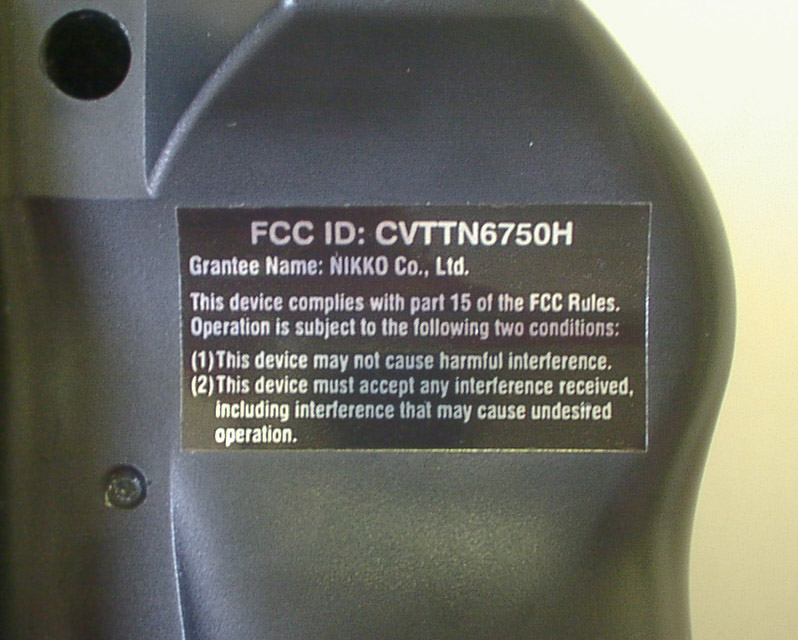 FCC ID: CVTTN6750H
Grantee Name: NIKKO Co., Ltd.
This device complies with part 15 of the FCC Rules.
Operation is subject to the following two conditions:
(1) This device may not cause harmful interference.
(2) This device must accept any interference received,
including interference that may cause undesired
operation.